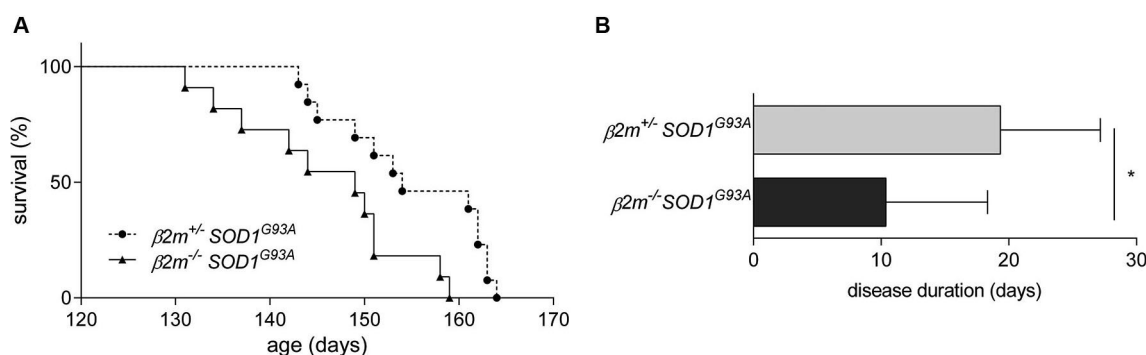 A
survival (%)
100
50
0
β2m+/- SOD1G93A
β2m-/- SOD1G93A
120 130 140 150 160 170
age (days)
B
β2m+/- SOD1G93A
β2m-/- SOD1G93A
*
0 10 20 30
disease duration (days)